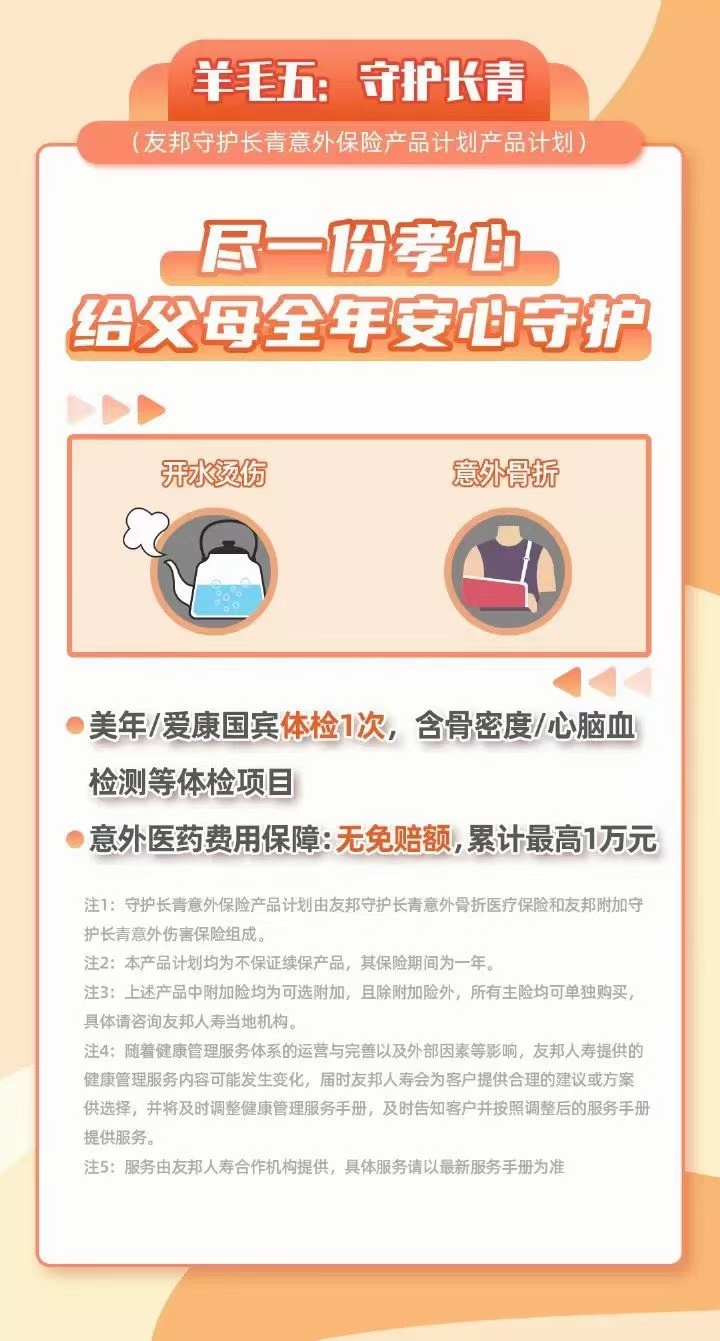 羊毛五：守护长青
（友邦守护长青意外保险产品计划产品计划）
尽一份孝心
给父母全年安心守护
开水烫伤 意外骨折
美年/爱康国宾体检1次，含骨密度/心脑血
检测等体检项目
意外医药费用保障：无免赔额，累计最高1万元
注1：守护长青意外保险产品计划由友邦守护长青意外骨折医疗保险和友邦附加守
护长青意外伤害保险组成。
注2：本产品计划均为不保证续保产品，其保险期间为一年。
注3：上述产品中附加险均为可选附加，且除附加险外，所有主险均可单独购买，
具体请咨询友邦人寿当地机构。
注4：随着健康管理服务体系的运营与完善以及外部因素等影响，友邦人寿提供的
健康管理服务内容可能发生变化，届时友邦人寿会为客户提供合理的建议或方案
供选择，并将及时调整健康管理服务手册，及时告知客户并按照调整后的服务手册
提供服务。
注5：服务由友邦人寿合作机构提供，具体服务请以最新服务手册为准